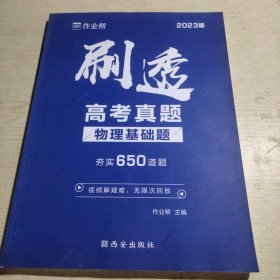 作业帮
2023版
刷透
高考真题
物理基础题
夯实650道题
视频解疑难，无限次回放
作业帮 主编
西安出版社